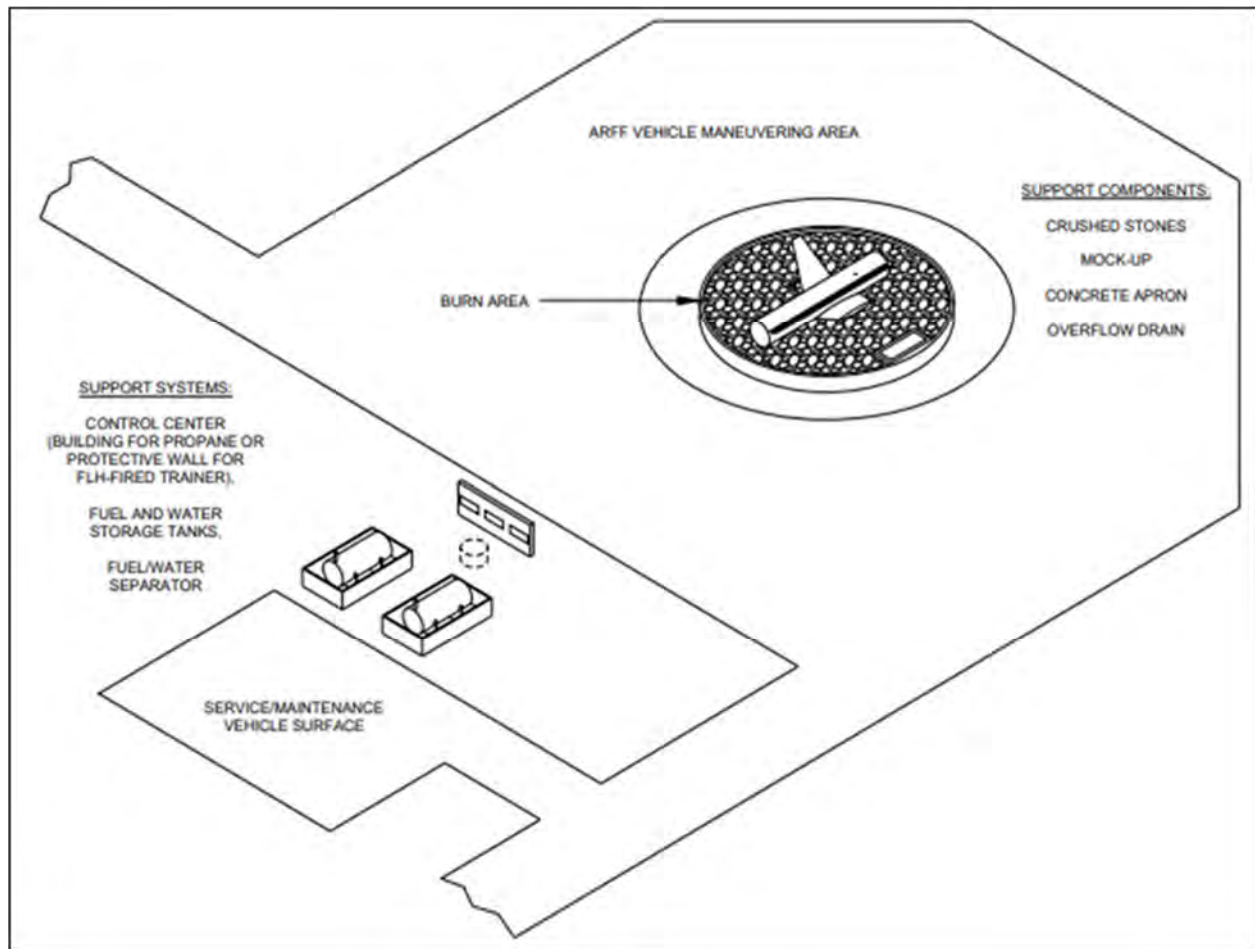 ARFF VEHICLE MANEUVERING AREA
SUPPORT COMPONENTS:
CRUSHED STONES
MOCK-UP
CONCRETE APRON
OVERFLOW DRAIN
BURN AREA
SUPPORT SYSTEMS:
CONTROL CENTER
(BUILDING FOR PROPANE OR
PROTECTIVE WALL FOR
FLH-FIRED TRAINER),
FUEL AND WATER
STORAGE TANKS,
FUEL/WATER
SEPARATOR
SERVICE/MAINTENANCE
VEHICLE SURFACE